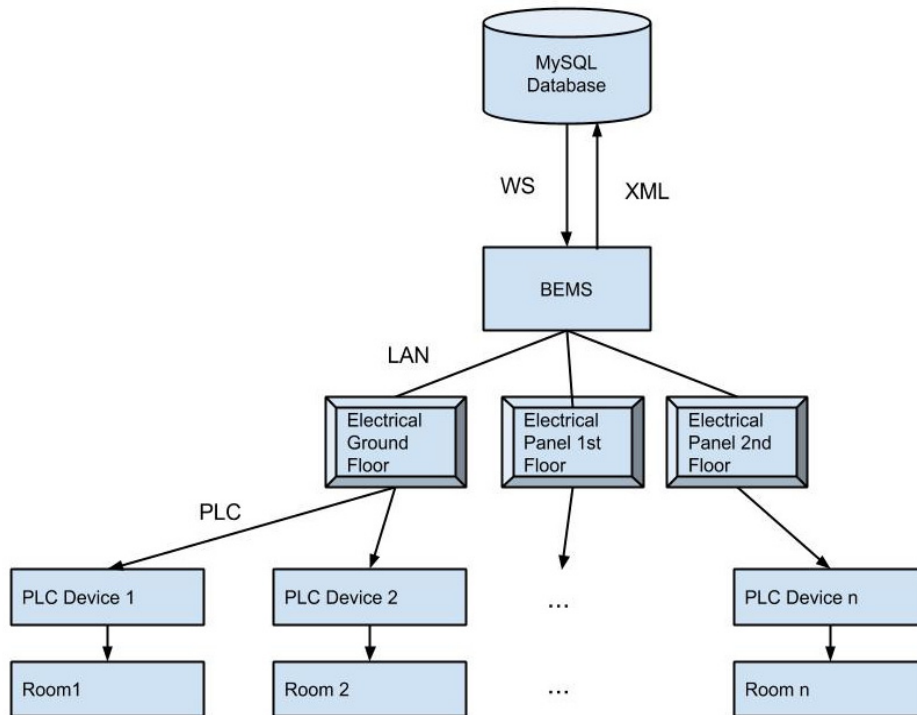 MySQL
Database
WS
XML
BEMS
LAN
Electrical
Ground
Floor
Electrical
Panel 1st
Floor
Electrical
Panel 2nd
Floor
PLC
PLC Device 1
PLC Device 2
...
PLC Device n
Room1
Room 2
...
Room n